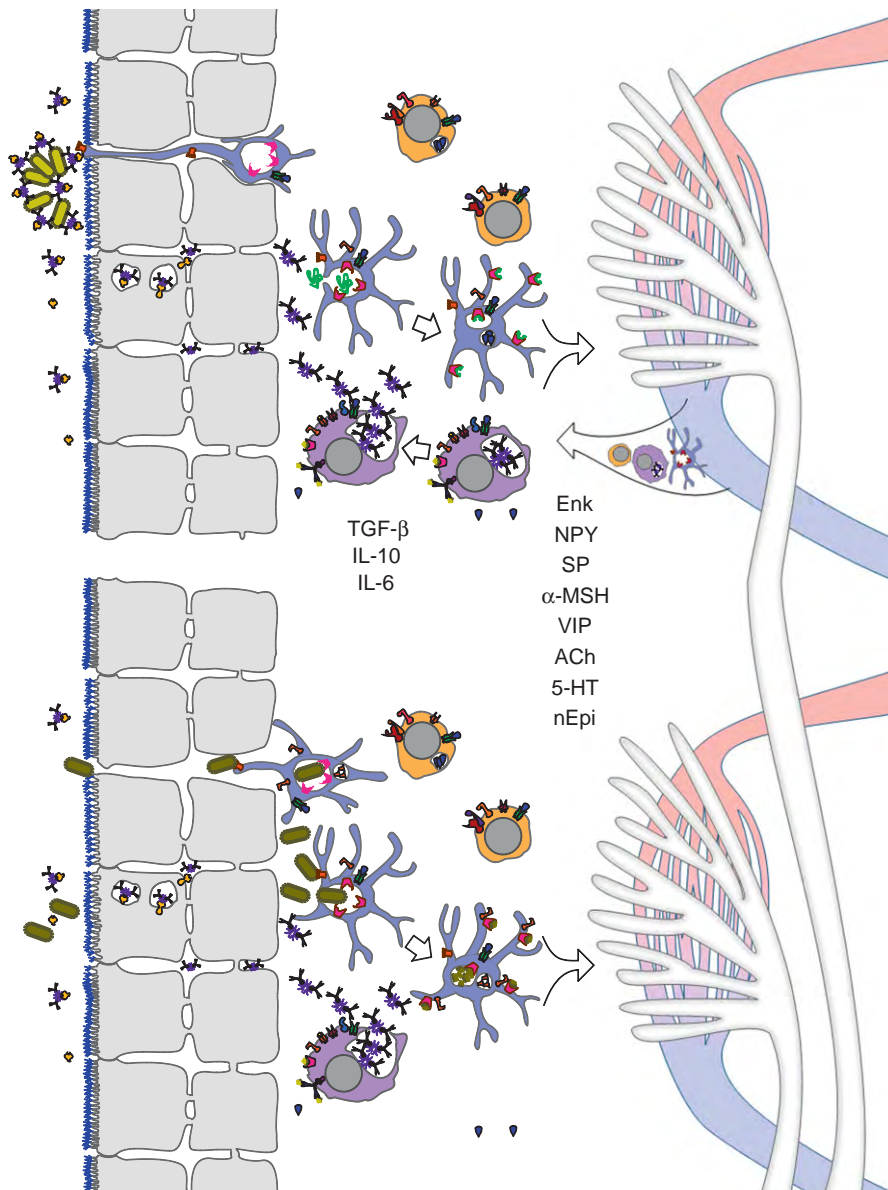 TGF-β
IL-10
IL-6
Enk
NPY
SP
α-MSH
VIP
ACh
5-HT
nEpi